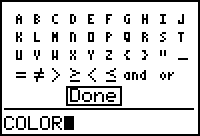 A B C D E F G H I J
K L M N O P Q R S T
U V W X Y Z { } " _
= ≠ > ≥ < ≤ and or
Done
COLOR